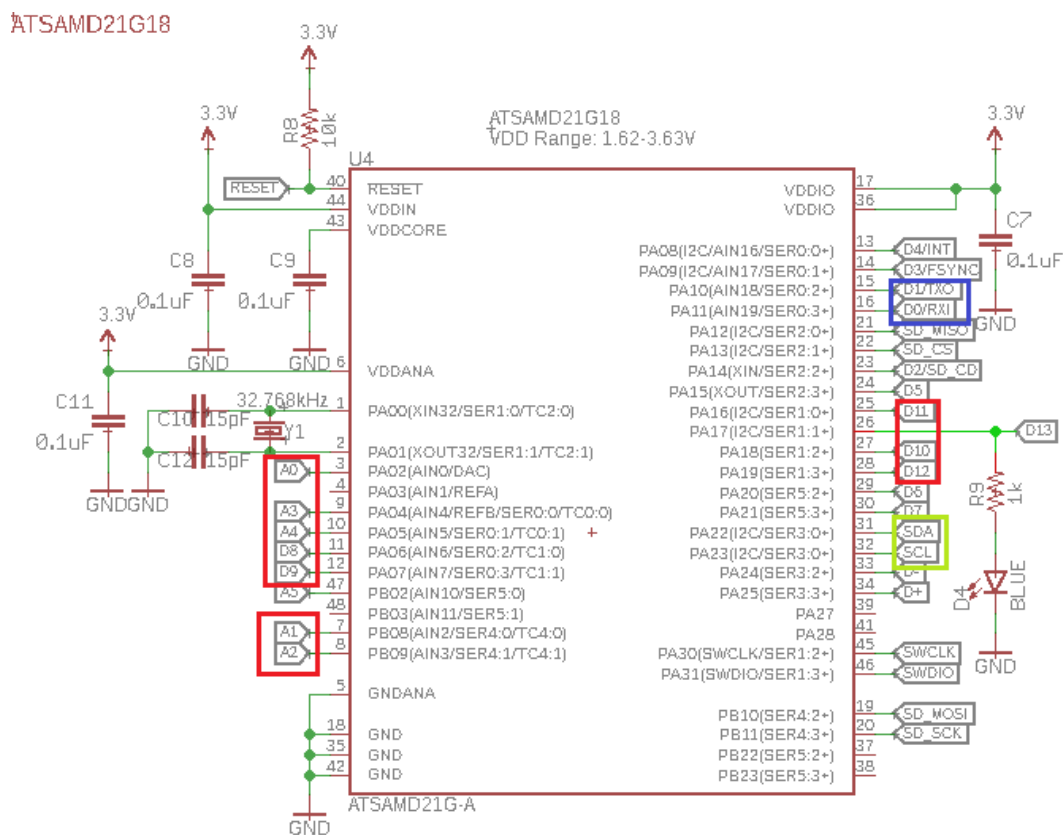 ATSAMD21G18
3.3V
3.3V
3.3V
3.3V
R8
10k
ATSAMD21G18
VDD Range: 1.62-3.63V
U4
RESET
40 RESET
44 VDDIN
43 VDDCORE
C8
0.1uF
C9
0.1uF
GND
GND
6 VDDANA
C11
0.1uF
C10 15pF
32.768kHz
Y1
C12 15pF
GND
GND
1 PA00(XIN32/SER1:0/TC2:0)
2 PA01(XOUT32/SER1:1/TC2:1)
A0 3 PA02(AIN0/DAC)
4 PA03(AIN1/REFA)
A3 9 PA04(AIN4/REFB/SER0:0/TC0:0)
A4 10 PA05(AIN5/SER0:1/TC0:1)
D8 11 PA06(AIN6/SER0:2/TC1:0)
D9 12 PA07(AIN7/SER0:3/TC1:1)
A5 47 PB02(AIN10/SER5:0)
48 PB03(AIN11/SER5:1)
A1 7 PB08(AIN2/SER4:0/TC4:0)
A2 8 PB09(AIN3/SER4:1/TC4:1)
5 GNDANA
18 GND
35 GND
42 GND
GND
ATSAMD21G-A
VDDIO 17
VDDIO 36
C7
0.1uF
GND
PA08(I2C/AIN16/SER0:0+) 13 D4/INT
PA09(I2C/AIN17/SER0:1+) 14 D3/FSYNC
PA10(AIN18/SER0:2+) 15 D1/TXO
PA11(AIN19/SER0:3+) 16 D0/RXI
PA12(I2C/SER2:0+) 21 SD_MISO
PA13(I2C/SER2:1+) 22 SD_CS
PA14(XIN/SER2:2+) 23 D2/SD_CD
PA15(XOUT/SER2:3+) 24 D5
PA16(I2C/SER1:0+) 25 D11
PA17(I2C/SER1:1+) 26 D13
PA18(SER1:2+) 27 D10
PA19(SER1:3+) 28 D12
PA20(SER5:2+) 29 D6
PA21(SER5:3+) 30 D7
PA22(I2C/SER3:0+) 31 SDA
PA23(I2C/SER3:0+) 32 SCL
PA24(SER3:2+) 33 D-
PA25(SER3:3+) 34 D+
PA27 39
PA28 41
PA30(SWCLK/SER1:2+) 45 SWCLK
PA31(SWDIO/SER1:3+) 46 SWDIO
PB10(SER4:2+) 19 SD_MOSI
PB11(SER4:3+) 20 SD_SCK
PB22(SER5:2+) 37
PB23(SER5:3+) 38
R9
1k
D4
BLUE
GND